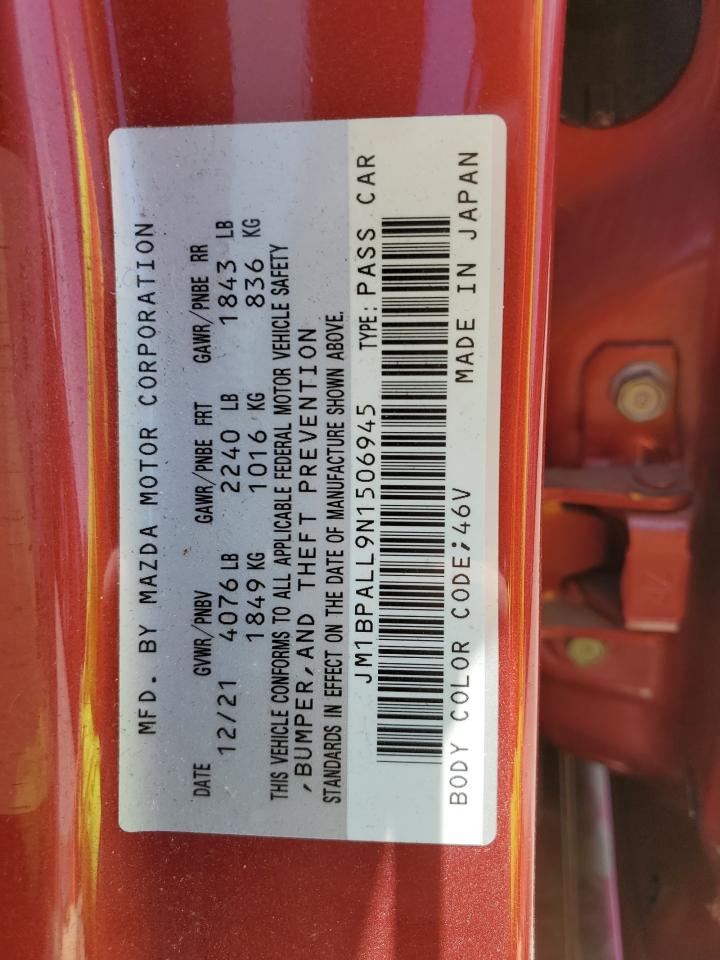 MFD. BY MAZDA MOTOR CORPORATION
DATE GVWR/PNBV GAWR/PNBE FRT GAWR/PNBE RR
12/21 4076 LB 2240 LB 1843 LB
1849 KG 1016 KG 836 KG
THIS VEHICLE CONFORMS TO ALL APPLICABLE FEDERAL MOTOR VEHICLE SAFETY
,BUMPER,AND THEFT PREVENTION
STANDARDS IN EFFECT ON THE DATE OF MANUFACTURE SHOWN ABOVE.
JM1BPALL9N1506945 TYPE: PASS CAR
BODY COLOR CODE;46V MADE IN JAPAN